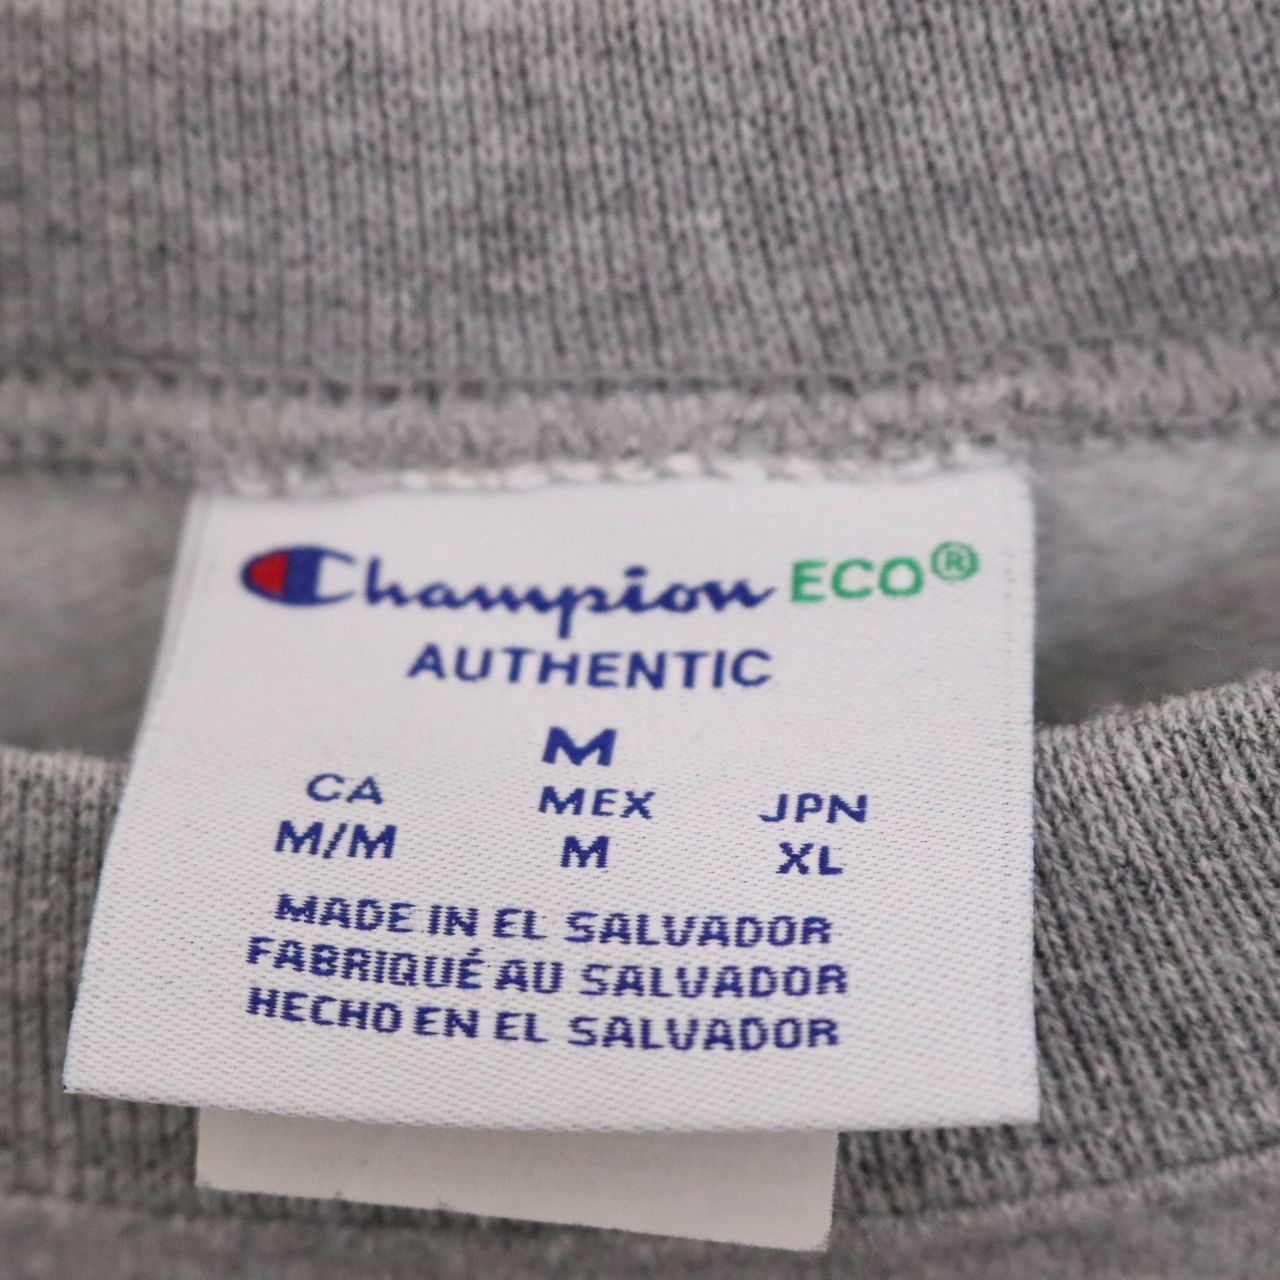 Champion ECO®
AUTHENTIC
M
CA MEX JPN
M/M M XL
MADE IN EL SALVADOR
FABRIQUÉ AU SALVADOR
HECHO EN EL SALVADOR